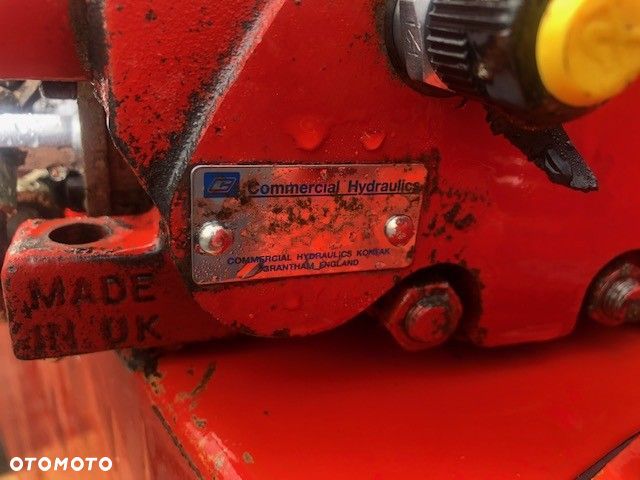 Commercial Hydraulics
COMMERCIAL HYDRAULICS KONTAK
GRANTHAM ENGLAND
MADE
IN UK
OTOMOTO